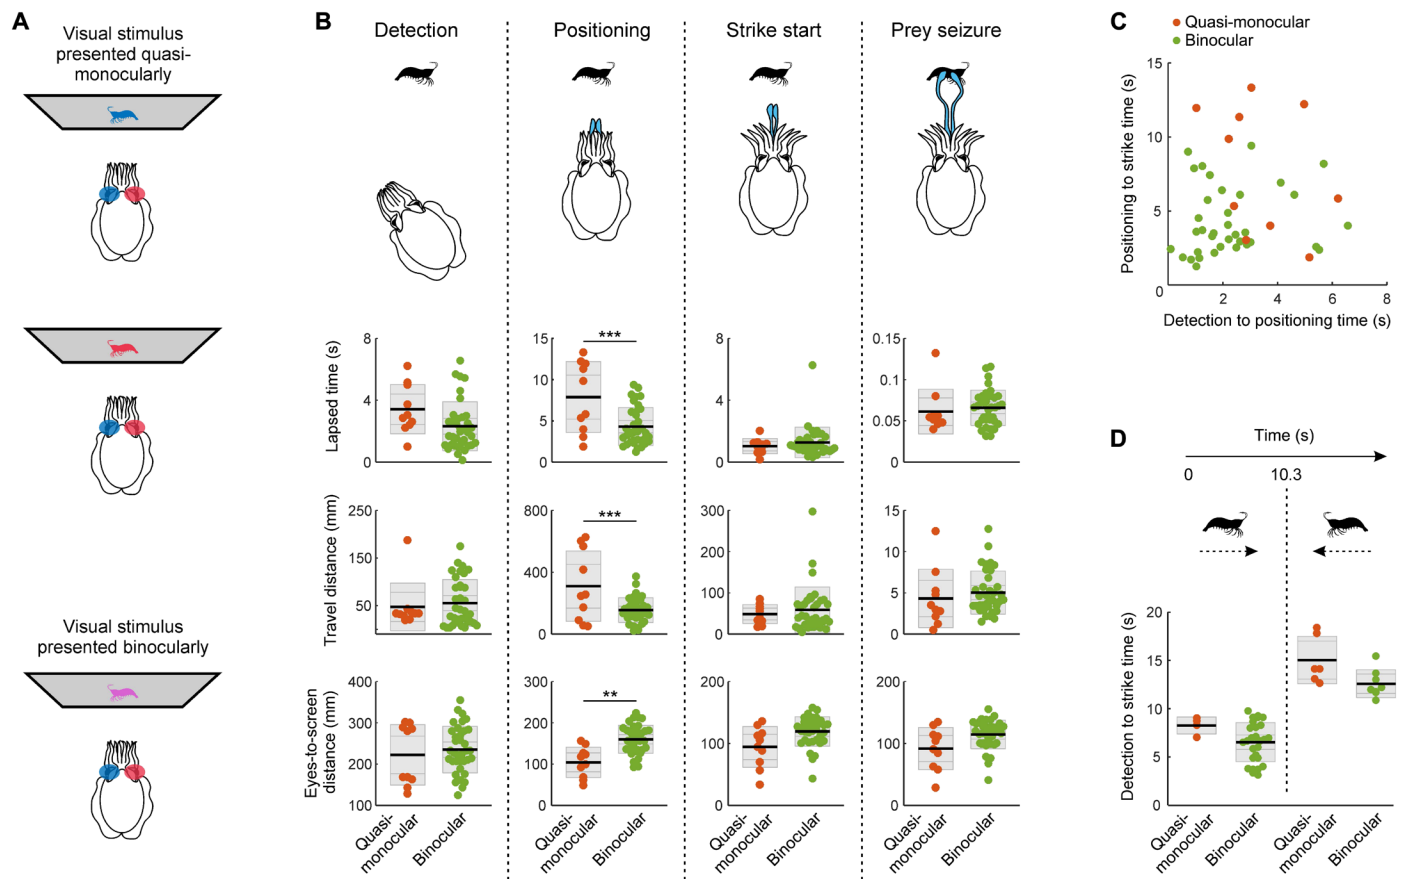 A
Visual stimulus
presented quasi-
monocularly
Visual stimulus
presented binocularly
B
Detection
Positioning
Strike start
Prey seizure
Lapsed time (s)
8
4
0
15
10
5
0
***
8
4
0
0.15
0.1
0.05
0
Travel distance (mm)
250
150
50
800
400
0
***
300
200
100
0
15
10
5
0
Eyes-to-screen
distance (mm)
400
300
200
100
300
200
100
0
**
200
100
0
200
100
0
Quasi-
monocular
Binocular
Quasi-
monocular
Binocular
Quasi-
monocular
Binocular
Quasi-
monocular
Binocular
C
Quasi-monocular
Binocular
Positioning to strike time (s)
15
10
5
0
2
4
6
8
Detection to positioning time (s)
D
Time (s)
0
10.3
Detection to strike time (s)
20
15
10
5
0
Quasi-
monocular
Binocular
Quasi-
monocular
Binocular